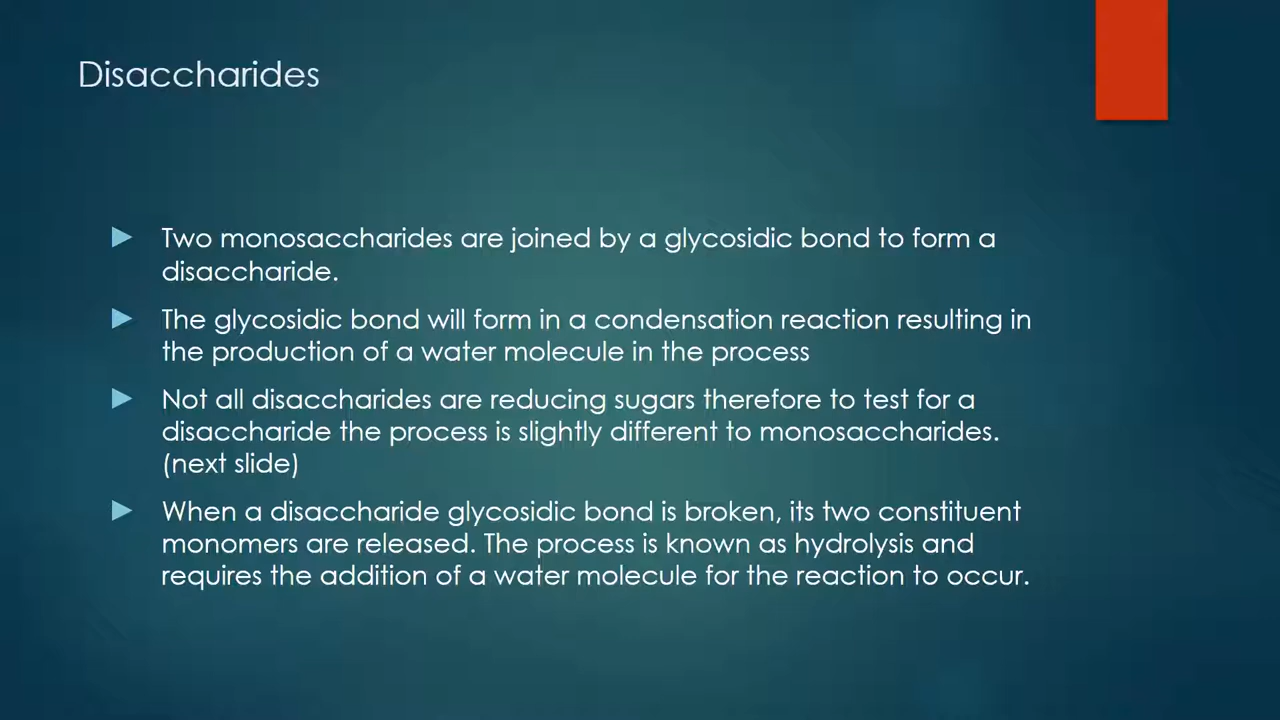 Disaccharides
Two monosaccharides are joined by a glycosidic bond to form a
disaccharide.
The glycosidic bond will form in a condensation reaction resulting in
the production of a water molecule in the process
Not all disaccharides are reducing sugars therefore to test for a
disaccharide the process is slightly different to monosaccharides.
(next slide)
When a disaccharide glycosidic bond is broken, its two constituent
monomers are released. The process is known as hydrolysis and
requires the addition of a water molecule for the reaction to occur.